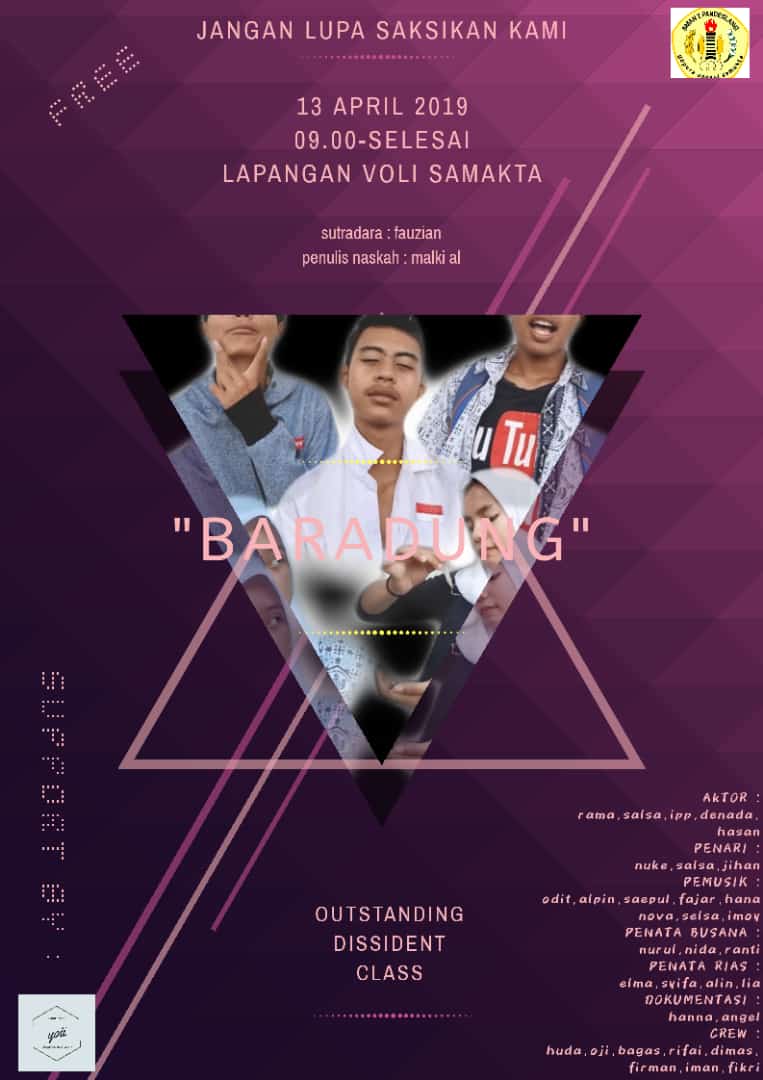 JANGAN LUPA SAKSIKAN KAMI
FREE
13 APRIL 2019
09.00-SELESAI
LAPANGAN VOLI SAMAKTA
sutradara : fauzian
penulis naskah : malki al
u Tu
"BARADUNG"
SUPPORT BY :
you
OUTSTANDING
DISSIDENT
CLASS
AKTOR :
rama,salsa,ipp,denada,
hasan
PENARI :
nuke,salsa,jihan
PEMUSIK :
odit,alpin,saepul,fajar,hana
nova,selsa,imoy
PENATA BUSANA :
nurul,nida,ranti
PENATA RIAS :
elma,syifa,alin,lia
DOKUMENTASI :
hanna,angel
CREW :
huda,oji,bagas,rifai,dimas,
firman,iman,fikri